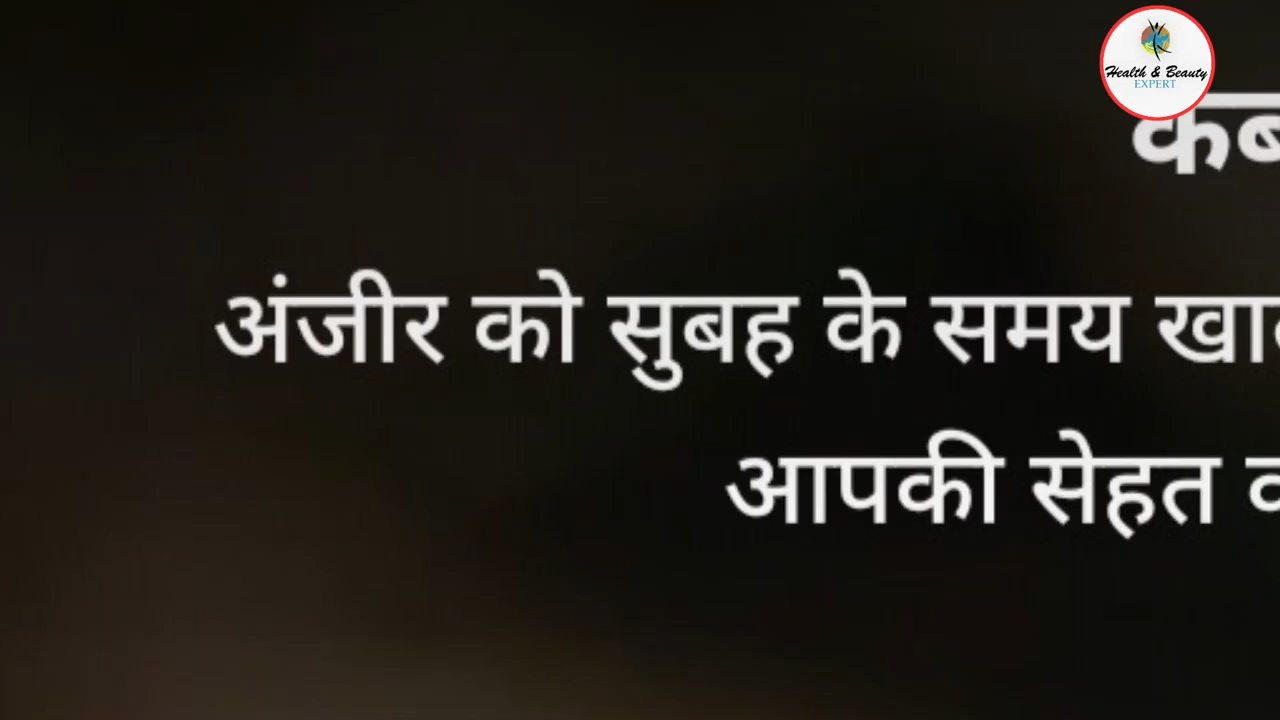 Health & Beauty
EXPERT
अंजीर को सुबह के समय
आपकी सेहत